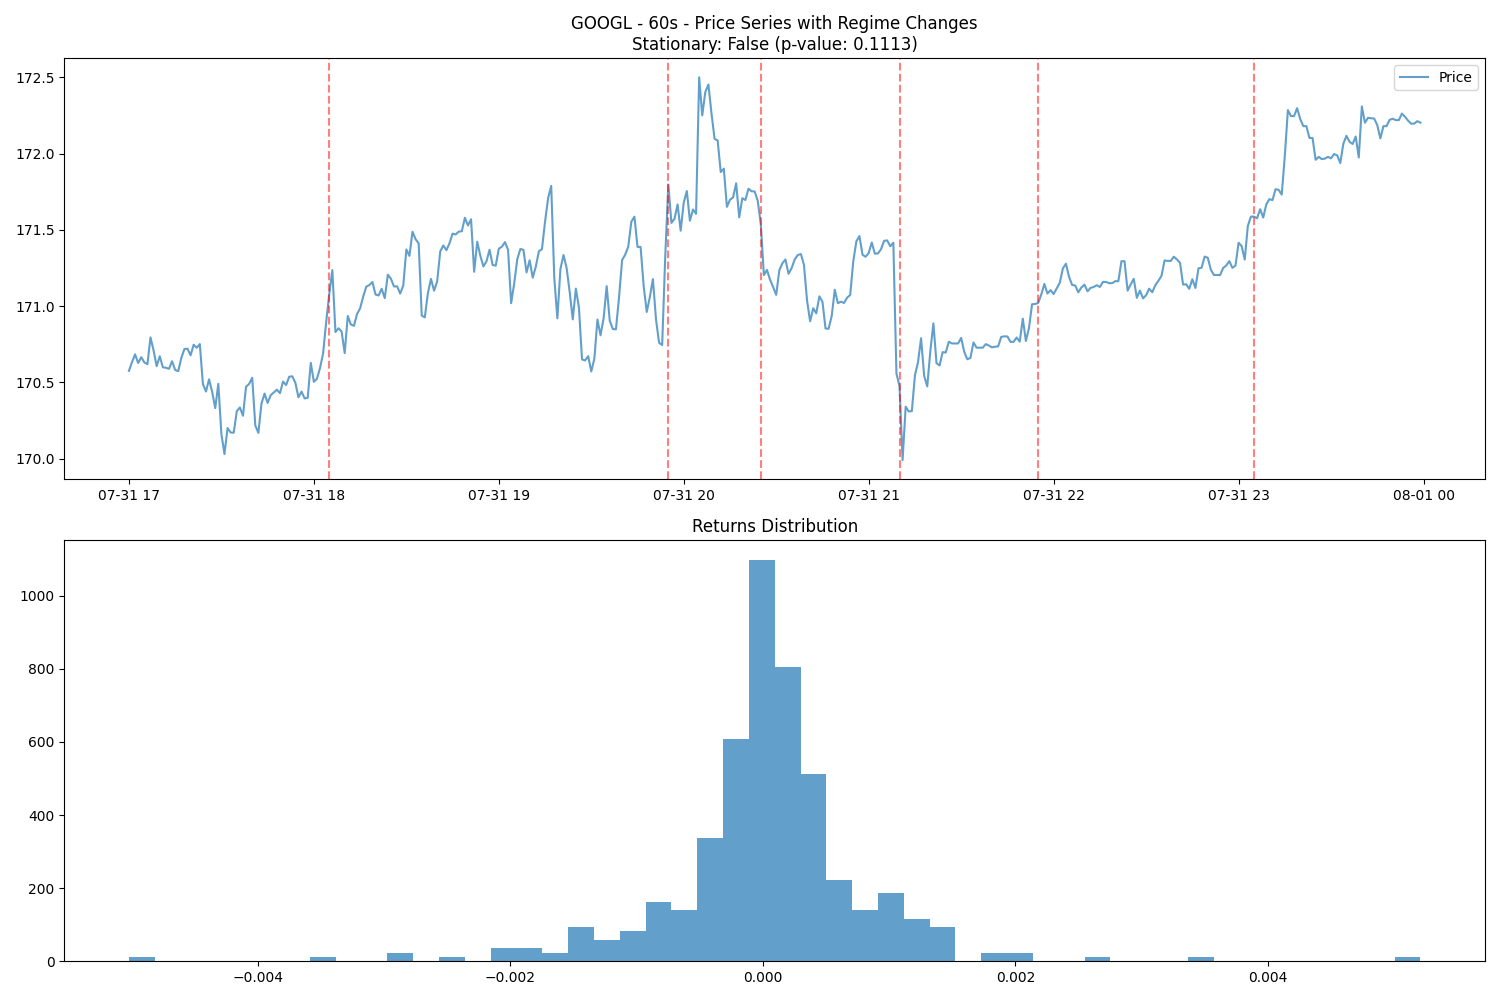 GOOGL - 60s - Price Series with Regime Changes
Stationary: False (p-value: 0.1113)
Price
172.5
172.0
171.5
171.0
170.5
170.0
07-31 17 07-31 18 07-31 19 07-31 20 07-31 21 07-31 22 07-31 23 08-01 00
Returns Distribution
1000
800
600
400
200
0
−0.004 −0.002 0.000 0.002 0.004